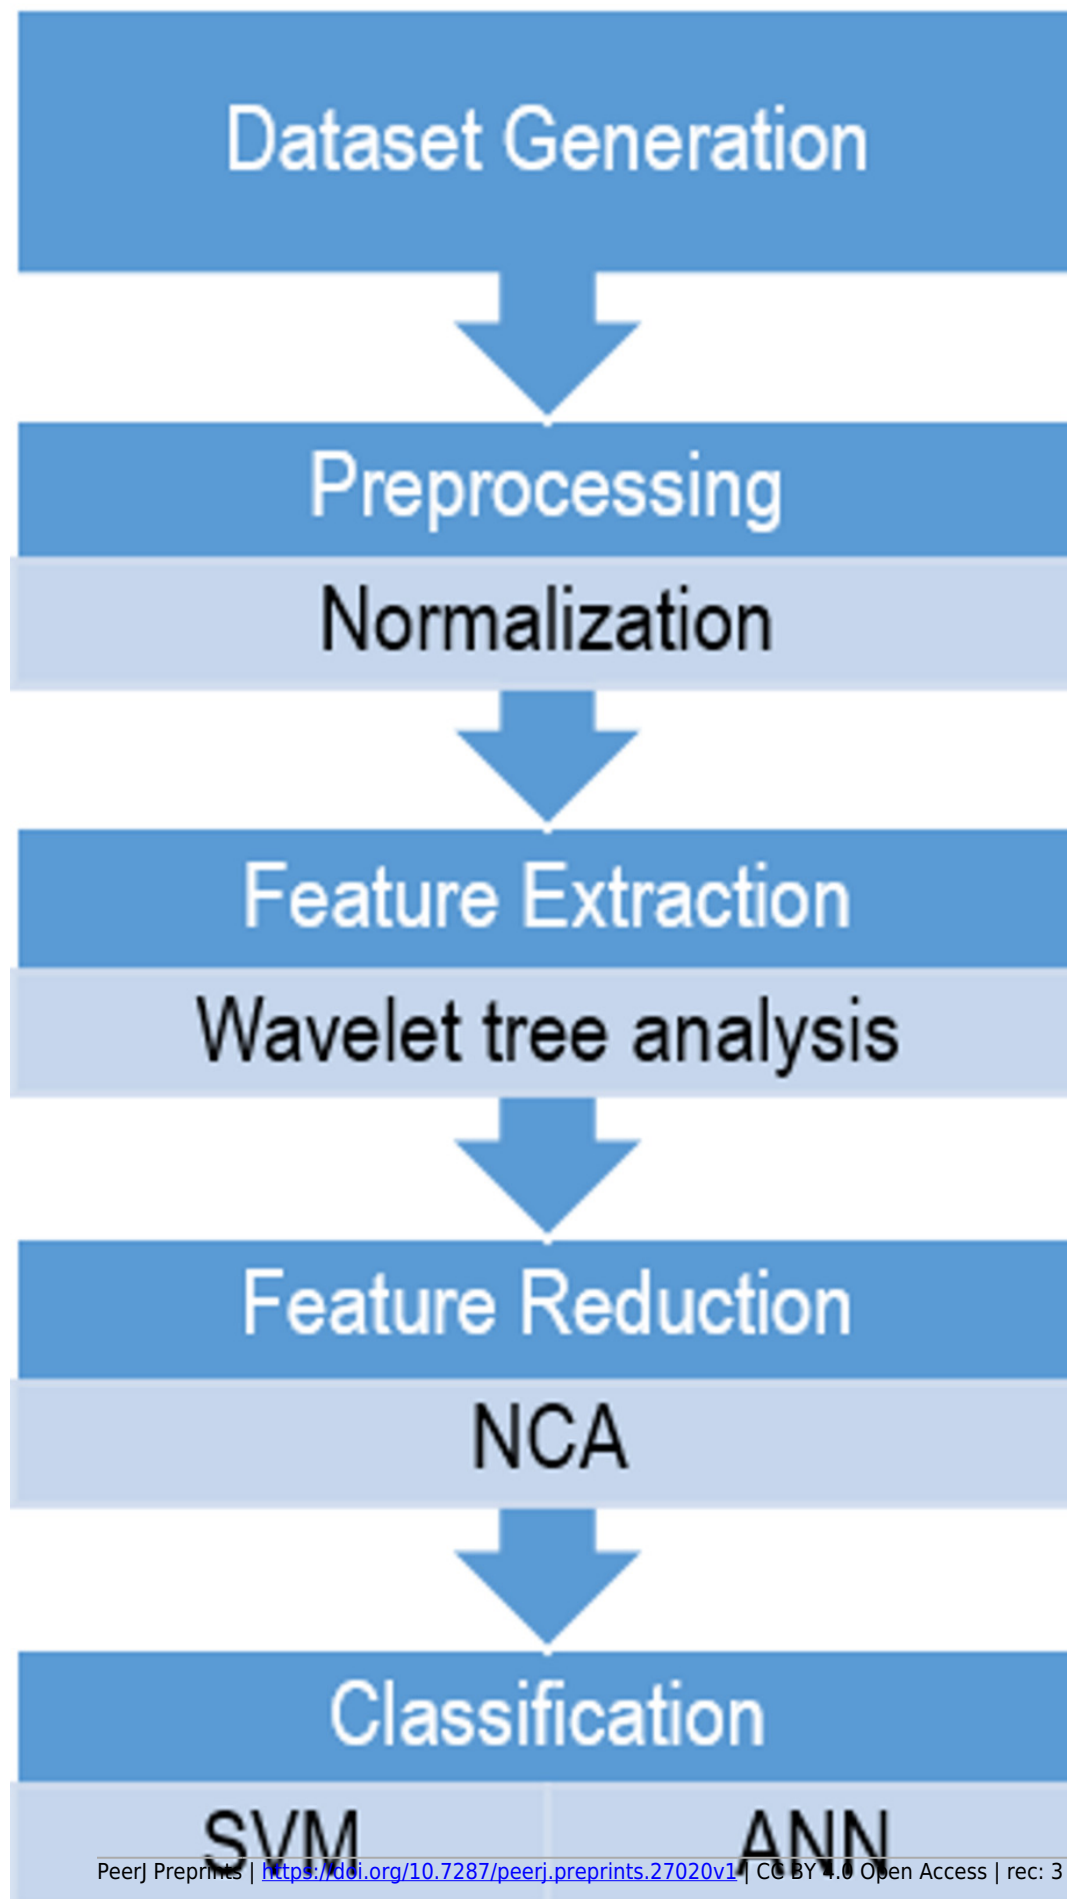 Dataset Generation
Preprocessing
Normalization
Feature Extraction
Wavelet tree analysis
Feature Reduction
NCA
Classification
SVM ANN
PeerJ Preprints | https://doi.org/10.7287/peerj.preprints.27020v1 | CC BY 4.0 Open Access | rec: 3